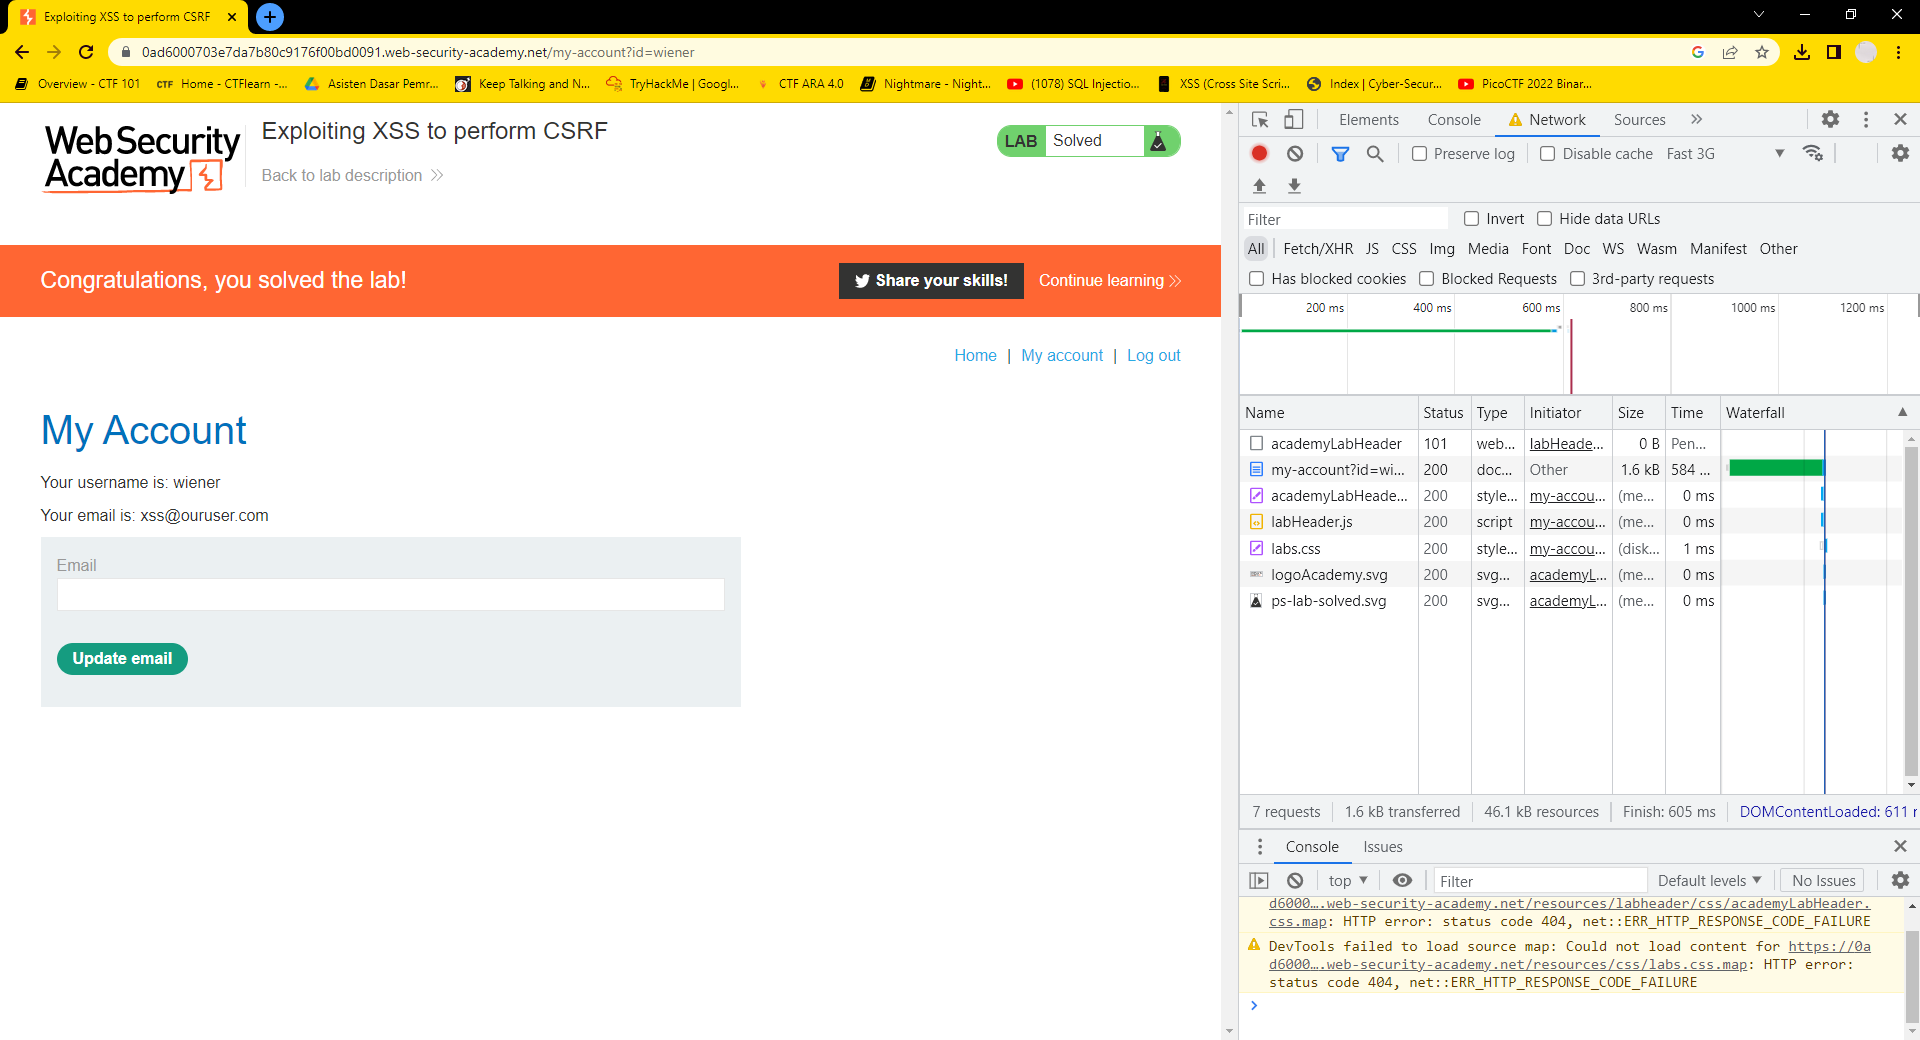 Exploiting XSS to perform CSRF
0ad6000703e7da7b80c9176f00bd0091.web-security-academy.net/my-account?id=wiener
Overview - CTF 101
CTF Home - CTFlearn -...
Asisten Dasar Pemr...
Keep Talking and N...
TryHackMe | Googl...
CTF ARA 4.0
Nightmare - Night...
(1078) SQL Injectio...
XSS (Cross Site Scri...
Index | Cyber-Secur...
PicoCTF 2022 Binar...
Web Security
Academy
Exploiting XSS to perform CSRF
Back to lab description
LAB Solved
Congratulations, you solved the lab!
Share your skills!
Continue learning
Home | My account | Log out
My Account
Your username is: wiener
Your email is: xss@ouruser.com
Email
Update email
Elements Console Network Sources
Preserve log Disable cache Fast 3G
Filter Invert Hide data URLs
All Fetch/XHR JS CSS Img Media Font Doc WS Wasm Manifest Other
Has blocked cookies Blocked Requests 3rd-party requests
200 ms 400 ms 600 ms 800 ms 1000 ms 1200 ms
Name Status Type Initiator Size Time Waterfall
academyLabHeader 101 web... labHeade... 0 B Pen...
my-account?id=wi... 200 doc... Other 1.6 kB 584 ...
academyLabHeade... 200 style... my-accou... (me... 0 ms
labHeader.js 200 script my-accou... (me... 0 ms
labs.css 200 style... my-accou... (disk... 1 ms
logoAcademy.svg 200 svg... academyL... (me... 0 ms
ps-lab-solved.svg 200 svg... academyL... (me... 0 ms
7 requests 1.6 kB transferred 46.1 kB resources Finish: 605 ms DOMContentLoaded: 611 r
Console Issues
top Filter Default levels No Issues
d6000….web-security-academy.net/resources/labheader/css/academyLabHeader.
css.map: HTTP error: status code 404, net::ERR_HTTP_RESPONSE_CODE_FAILURE
DevTools failed to load source map: Could not load content for https://0a
d6000….web-security-academy.net/resources/css/labs.css.map: HTTP error:
status code 404, net::ERR_HTTP_RESPONSE_CODE_FAILURE